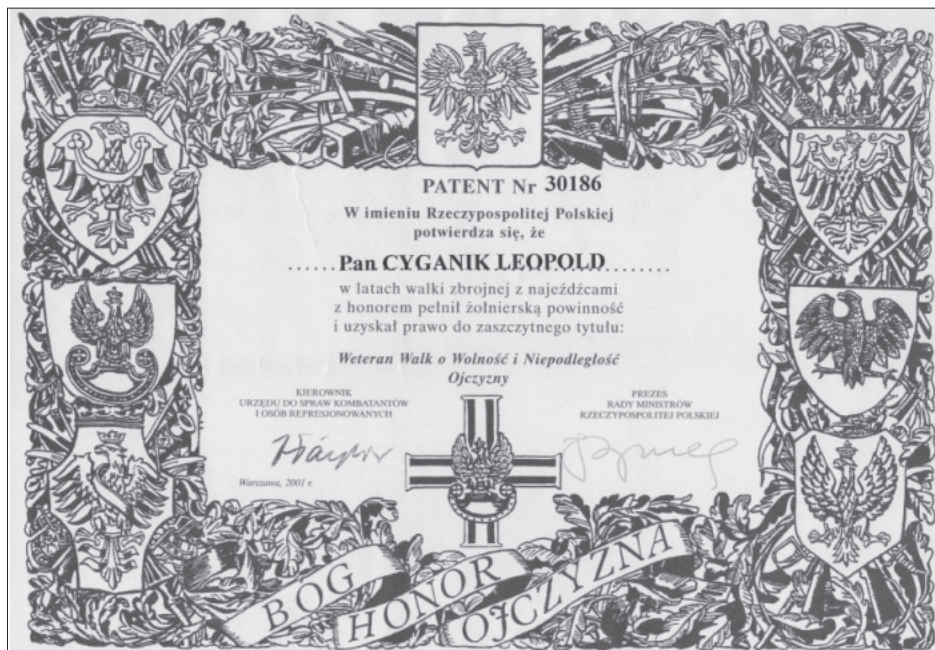 PATENT Nr 30186
W imieniu Rzeczypospolitej Polskiej
potwierdza się, że
......Pan CYGANIK LEOPOLD..........
w latach walki zbrojnej z najeźdźcami
z honorem pełnił żołnierską powinność
i uzyskał prawo do zaszczytnego tytułu:
Weteran Walk o Wolność i Niepodległość
Ojczyzny
KIEROWNIK
URZĘDU DO SPRAW KOMBATANTÓW
I OSÓB REPRESJONOWANYCH
PREZES
RADY MINISTRÓW
RZECZYPOSPOLITEJ POLSKIEJ
Warszawa, 2001 r.
BÓG
HONOR
OJCZYZNA